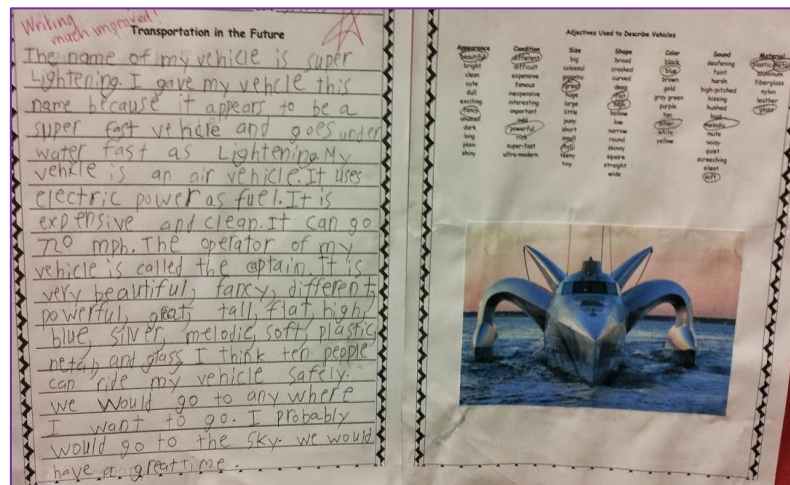 Writing
much improved!
Transportation in the Future
The name of my vehicle is super
Lightening. I gave my vehcle this
name because it appears to be a
super fast vehicle and goes under
water fast as Lightening. My
vehicle is an air vehicle. It uses
electric power as fuel. It is
expensive and clean. It can go
720 mph. The operator of my
vehicle is called the captain. It is
very beautiful, fancy, different,
powerful, great, tall, flat, high,
blue, silver, melodic, soft, plastic,
metal, and glass. I think ten people
can ride my vehicle safely.
we would go to any where
I want to go. I probably
would go to the sky. we would
have great time.
Adjectives Used to Describe Vehicles
Appearance Condition Size Shape Color Sound Material
beautiful different big broad black deafening plastic metal
bright difficult colossal crooked blue faint aluminum
clean expensive gigantic curved brown harsh fiberglass
cute famous great deep gold high-pitched nylon
dull inexpensive huge flat gray green hissing leather
exciting interesting large high purple hushed glass
fancy important little hollow tan loud
unusual odd puny low silver melodic
dark powerful short narrow white mute
long rich small round yellow noisy
plain super-fast tall skinny quiet
shiny ultra-modern teeny square screeching
tiny straight silent
wide soft